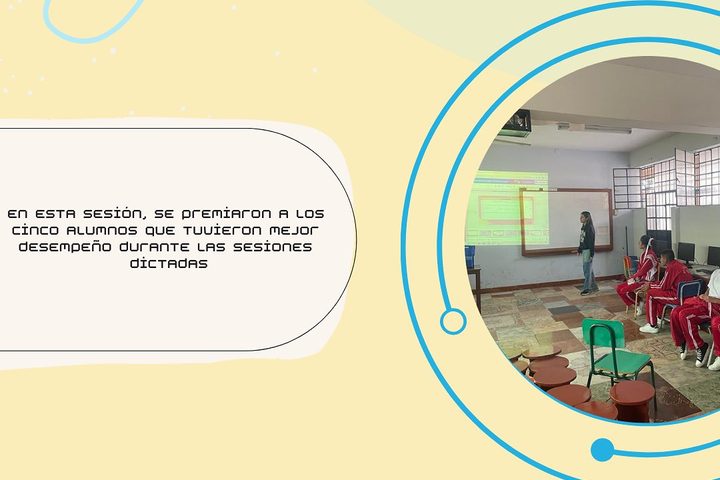 En esta sesión, se premiaron a los
cinco alumnos que tuvieron mejor
desempeño durante las sesiones
dictadas